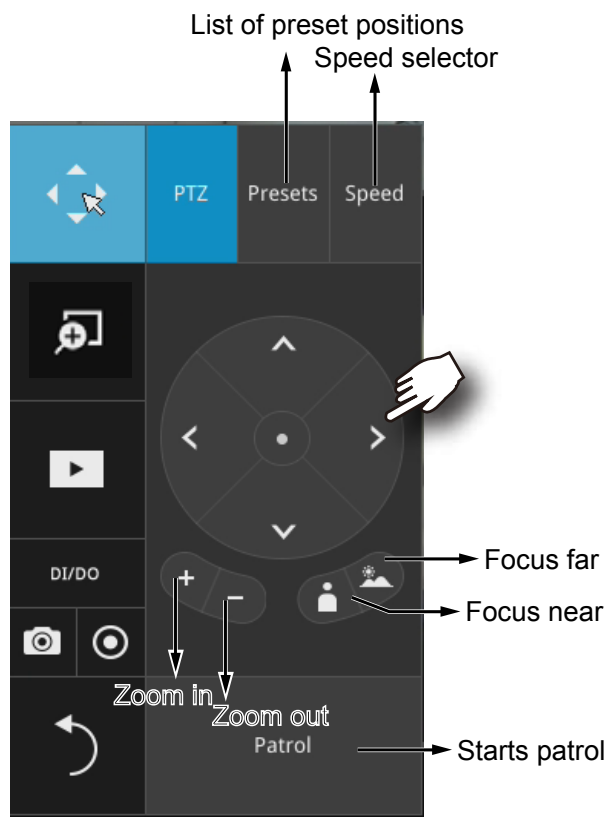 List of preset positions
Speed selector
PTZ
Presets
Speed
DI/DO
Focus far
Focus near
Zoom in
Zoom out
Patrol
Starts patrol